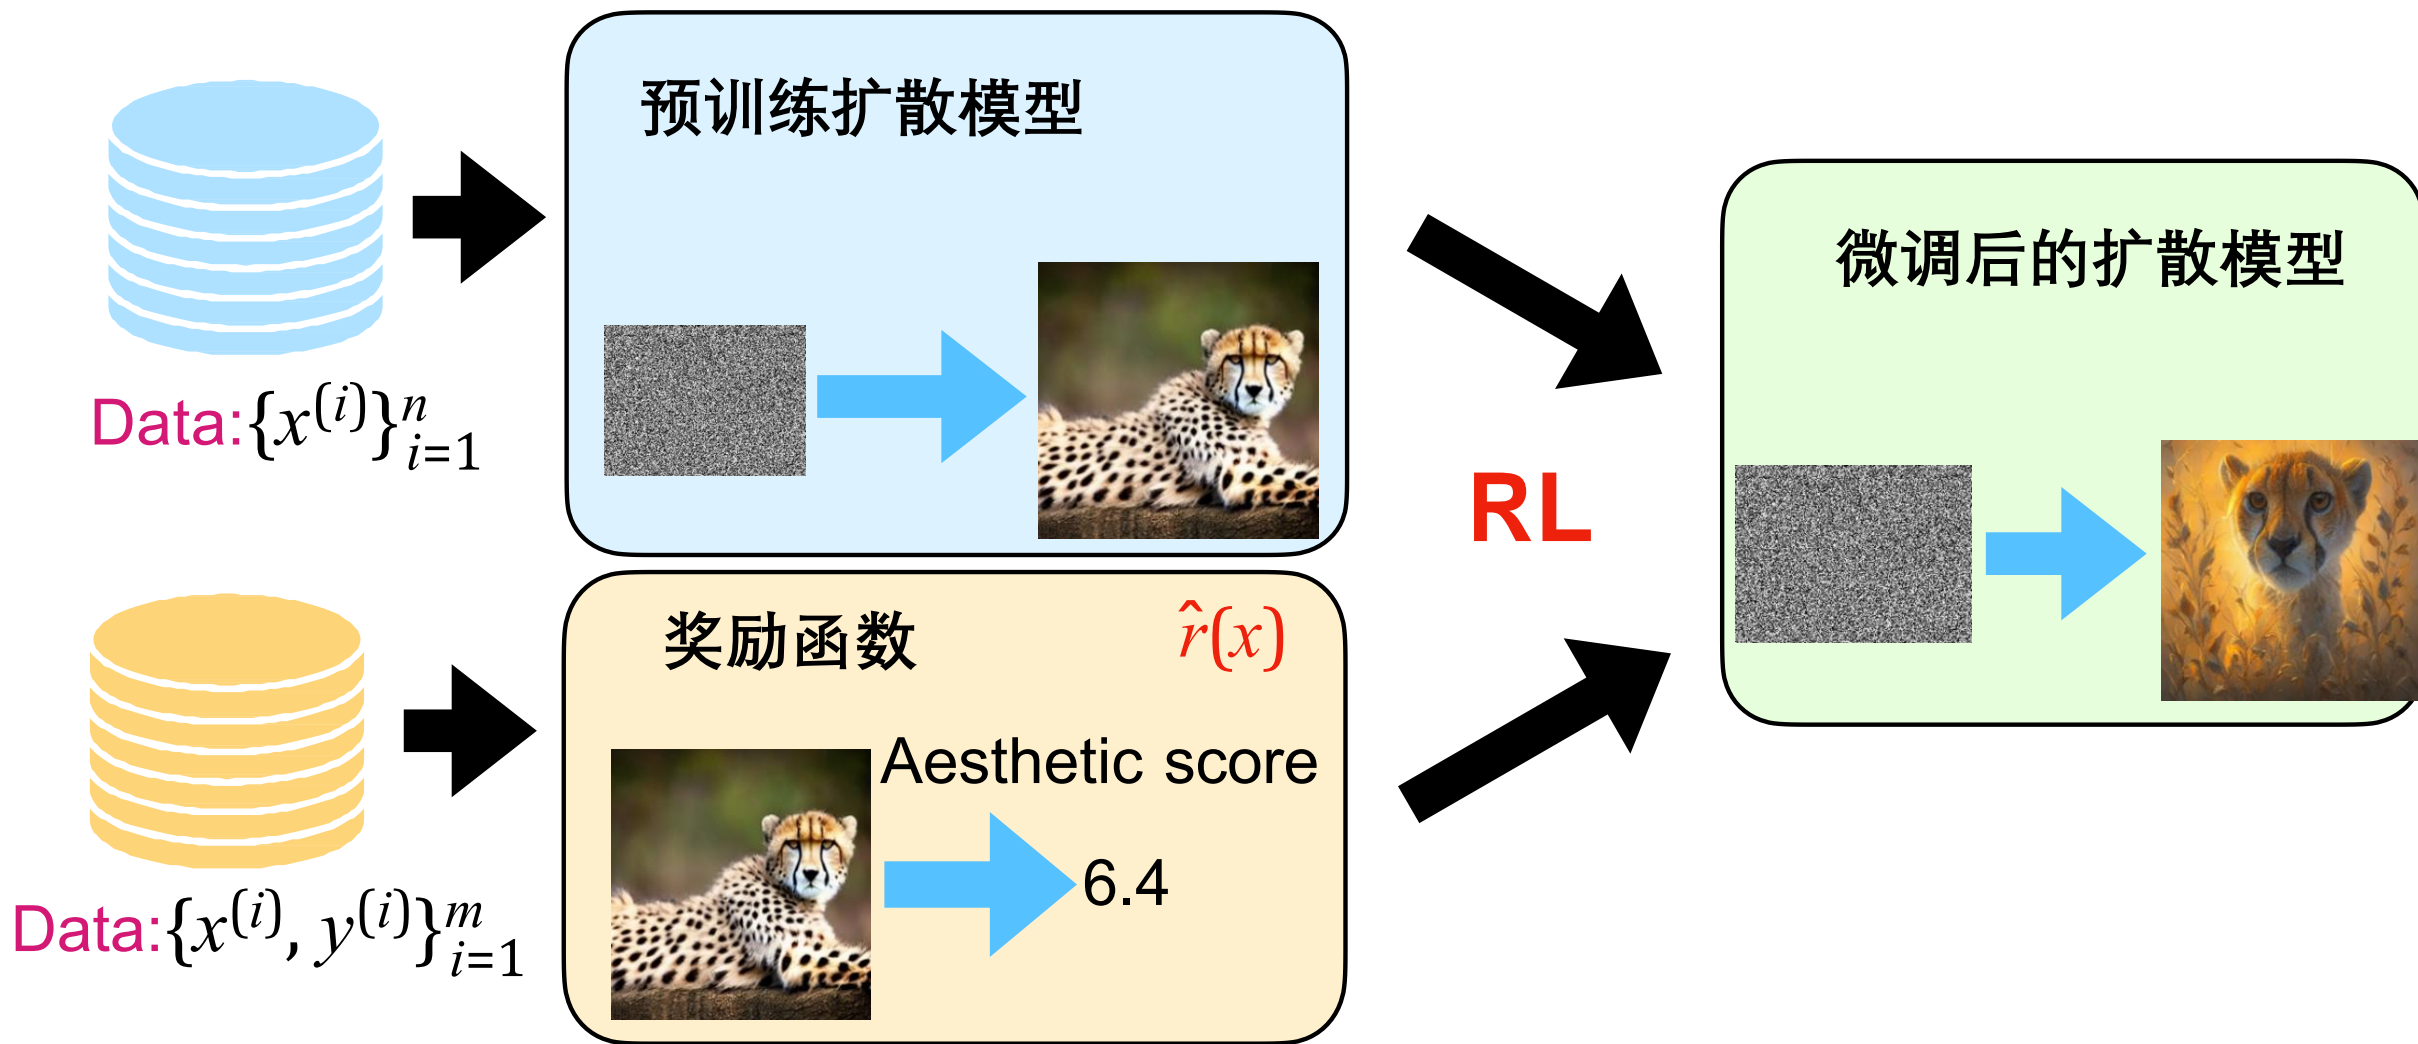 预训练扩散模型
Data:{x^(i)}_{i=1}^n
RL
微调后的扩散模型
奖励函数 r̂(x)
Aesthetic score
6.4
Data:{x^(i), y^(i)}_{i=1}^m